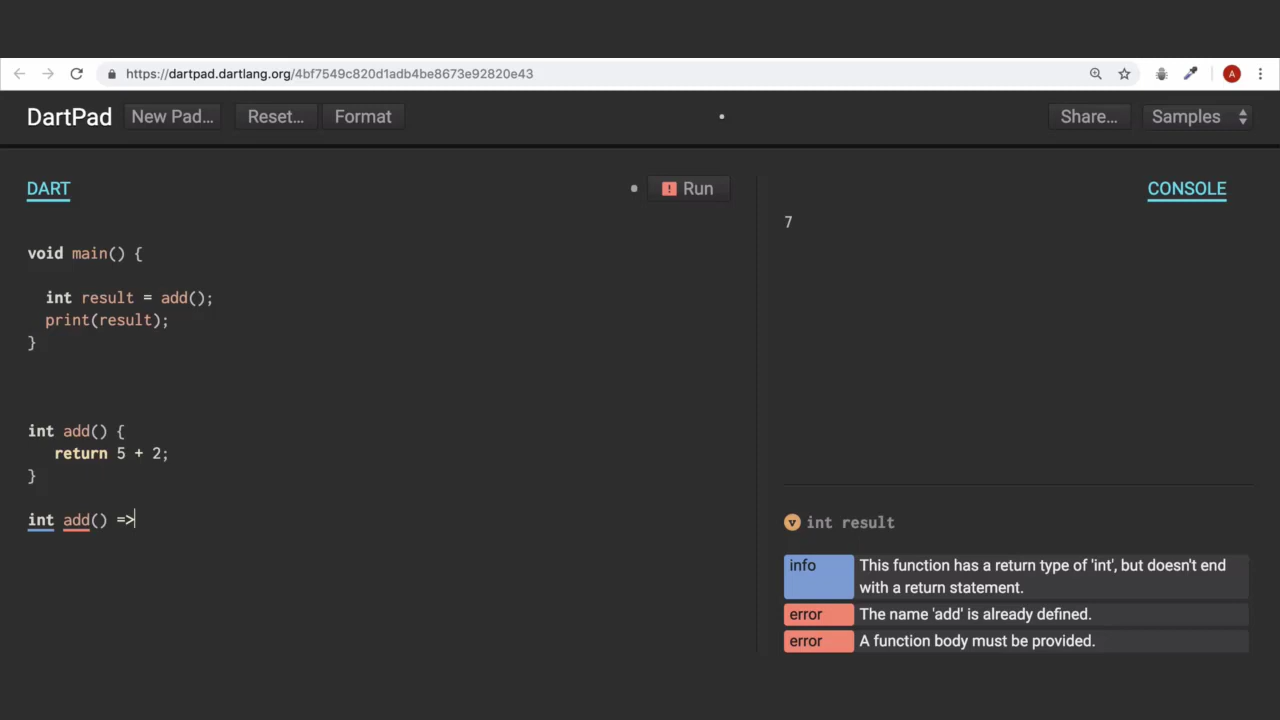 https://dartpad.dartlang.org/4bf7549c820d1adb4be8673e92820e43
A
DartPad
New Pad...
Reset...
Format
Share...
Samples
DART
! Run
CONSOLE
void main() {
int result = add();
print(result);
}
int add() {
return 5 + 2;
}
int add() =>
7
v int result
info This function has a return type of 'int', but doesn't end
with a return statement.
error The name 'add' is already defined.
error A function body must be provided.